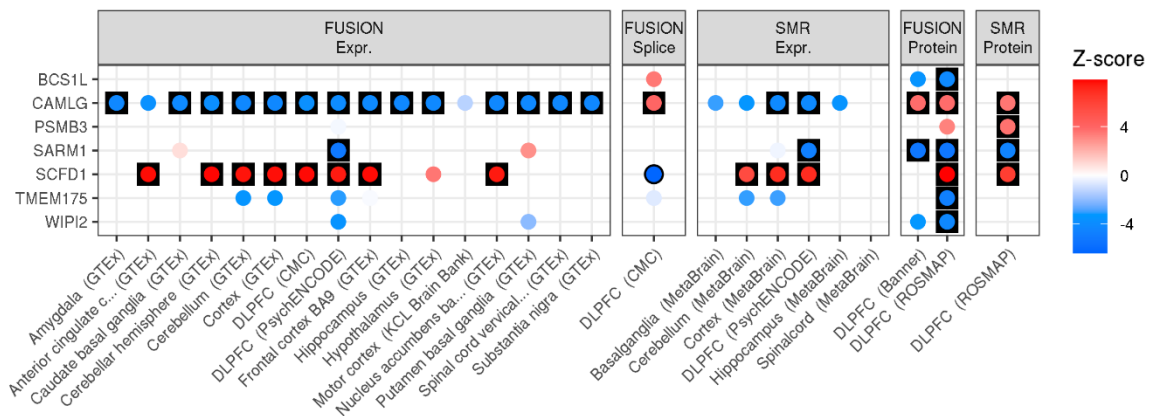 FUSION
Expr.
FUSION
Splice
SMR
Expr.
FUSION
Protein
SMR
Protein
BCS1L
CAMLG
PSMB3
SARM1
SCFD1
TMEM175
WIPI2
Amygdala (GTEx)
Anterior cingulate c... (GTEx)
Caudate basal ganglia (GTEx)
Cerebellar hemisphere (GTEx)
Cerebellum (GTEx)
Cortex (GTEx)
DLPFC (CMC)
DLPFC (PsychENCODE)
Frontal cortex BA9 (GTEx)
Hippocampus (GTEx)
Hypothalamus (GTEx)
Motor cortex (KCL Brain Bank)
Nucleus accumbens ba... (GTEx)
Putamen basal ganglia (GTEx)
Spinal cord cervical... (GTEx)
Substantia nigra (GTEx)
DLPFC (CMC)
Basalganglia (MetaBrain)
Cerebellum (MetaBrain)
Cortex (MetaBrain)
DLPFC (PsychENCODE)
Hippocampus (MetaBrain)
Spinalcord (MetaBrain)
DLPFC (Banner)
DLPFC (ROSMAP)
DLPFC (ROSMAP)
Z-score
4
0
-4